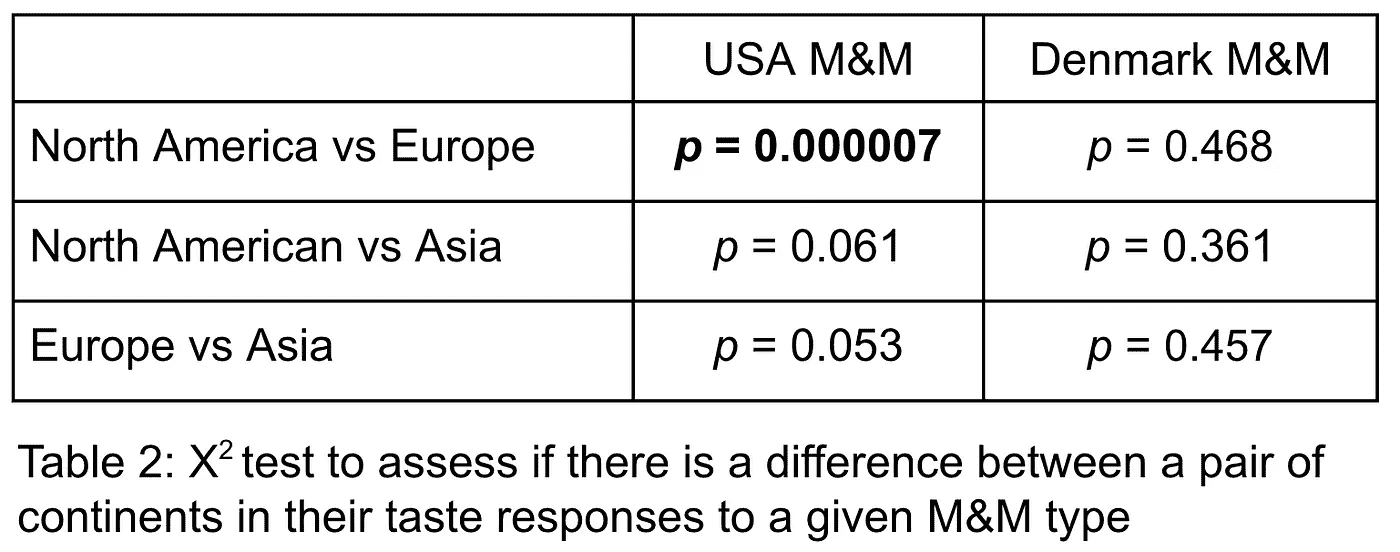 USA M&M Denmark M&M
North America vs Europe p = 0.000007 p = 0.468
North American vs Asia p = 0.061 p = 0.361
Europe vs Asia p = 0.053 p = 0.457
Table 2: X² test to assess if there is a difference between a pair of
continents in their taste responses to a given M&M type